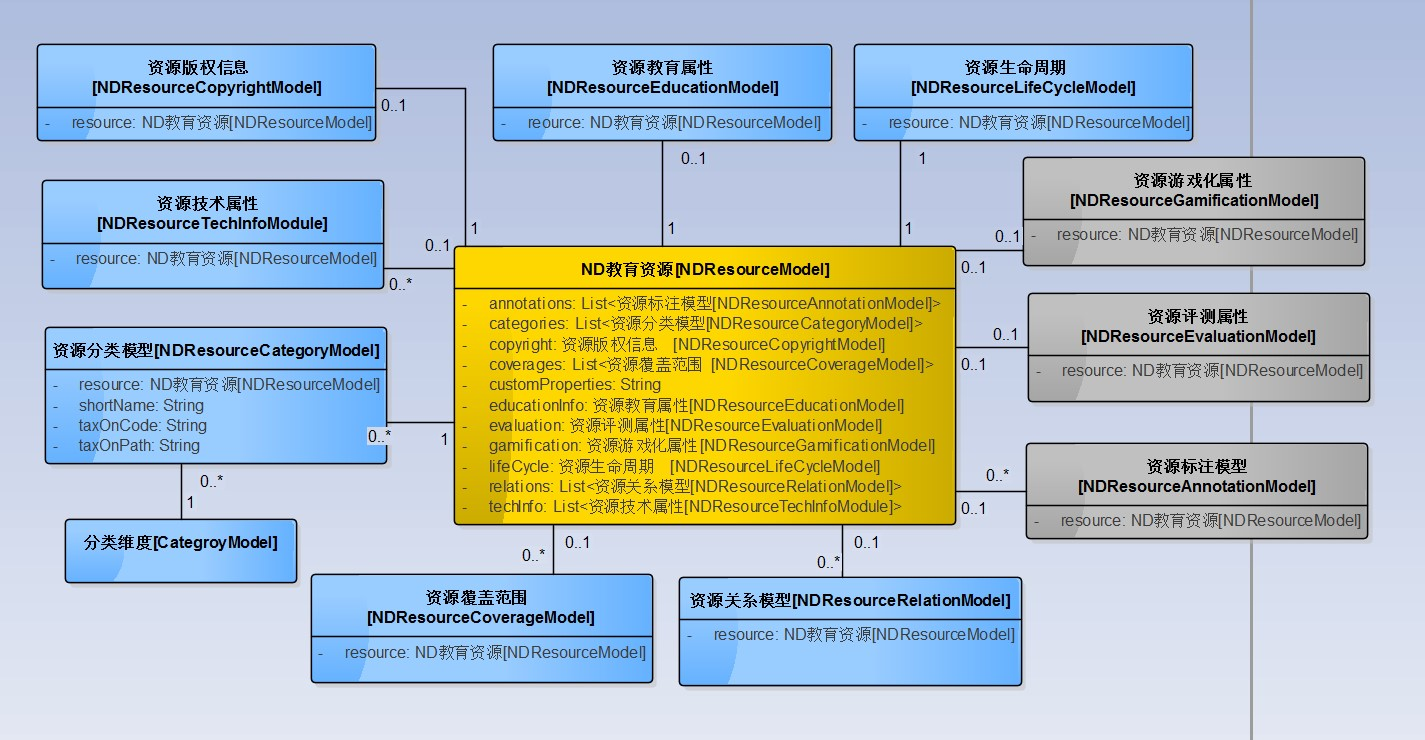 资源版权信息
[NDResourceCopyrightModel]
- resource: ND教育资源[NDResourceModel]
0..1
1
资源教育属性
[NDResourceEducationModel]
- reource: ND教育资源[NDResourceModel]
0..1
1
资源生命周期
[NDResourceLifeCycleModel]
- resource: ND教育资源[NDResourceModel]
1
1
资源技术属性
[NDResourceTechInfoModule]
- resource: ND教育资源[NDResourceModel]
0..1
0..*
资源游戏化属性
[NDResourceGamificationModel]
- resource: ND教育资源[NDResourceModel]
0..1
0..1
ND教育资源[NDResourceModel]
- annotations: List<资源标注模型[NDResourceAnnotationModel]>
- categories: List<资源分类模型[NDResourceCategoryModel]>
- copyright: 资源版权信息 [NDResourceCopyrightModel]
- coverages: List<资源覆盖范围 [NDResourceCoverageModel]>
- customProperties: String
- educationInfo: 资源教育属性[NDResourceEducationModel]
- evaluation: 资源评测属性[NDResourceEvaluationModel]
- gamification: 资源游戏化属性[NDResourceGamificationModel]
- lifeCycle: 资源生命周期 [NDResourceLifeCycleModel]
- relations: List<资源关系模型[NDResourceRelationModel]>
- techInfo: List<资源技术属性[NDResourceTechInfoModule]>
资源评测属性
[NDResourceEvaluationModel]
- resource: ND教育资源[NDResourceModel]
0..1
0..1
资源分类模型[NDResourceCategoryModel]
- resource: ND教育资源[NDResourceModel]
- shortName: String
- taxOnCode: String
- taxOnPath: String
0..*
1
资源标注模型
[NDResourceAnnotationModel]
- resource: ND教育资源[NDResourceModel]
0..*
0..1
0..*
1
分类维度[CategroyModel]
0..1
0..*
资源覆盖范围
[NDResourceCoverageModel]
- resource: ND教育资源[NDResourceModel]
0..1
0..*
资源关系模型[NDResourceRelationModel]
- resource: ND教育资源[NDResourceModel]